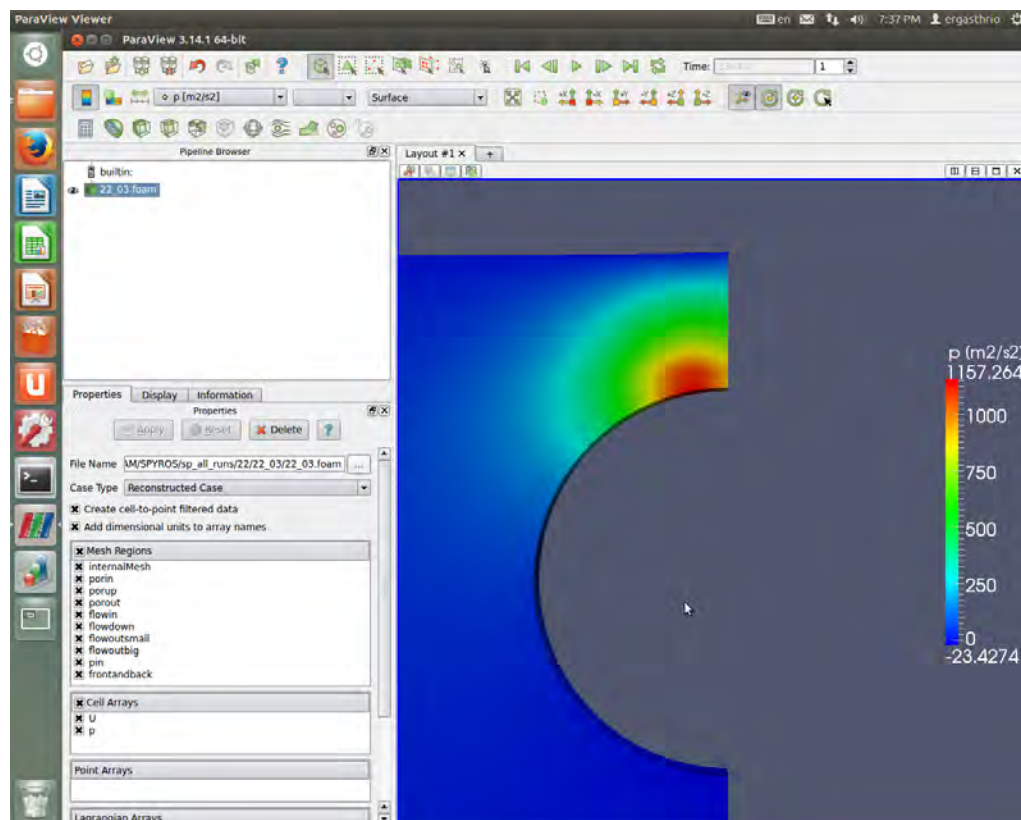 ParaView Viewer
en
7:37 PM
ergasthrio
ParaView 3.14.1 64-bit
Time:
1
p [m2/s2]
Surface
Pipeline Browser
Layout #1
builtin:
22_03.foam
Properties
Display
Information
Properties
Apply
Reset
Delete
File Name
M/SPYROS/sp_all_runs/22/22_03/22_03.foam
...
Case Type
Reconstructed Case
Create cell-to-point filtered data
Add dimensional units to array names
Mesh Regions
internalMesh
porin
porup
porout
flowin
flowdown
flowoutsmall
flowoutbig
pin
frontandback
Cell Arrays
U
p
Point Arrays
Lagrangian Arrays
p (m2/s2)
1157.264
1000
750
500
250
0
-23.4274